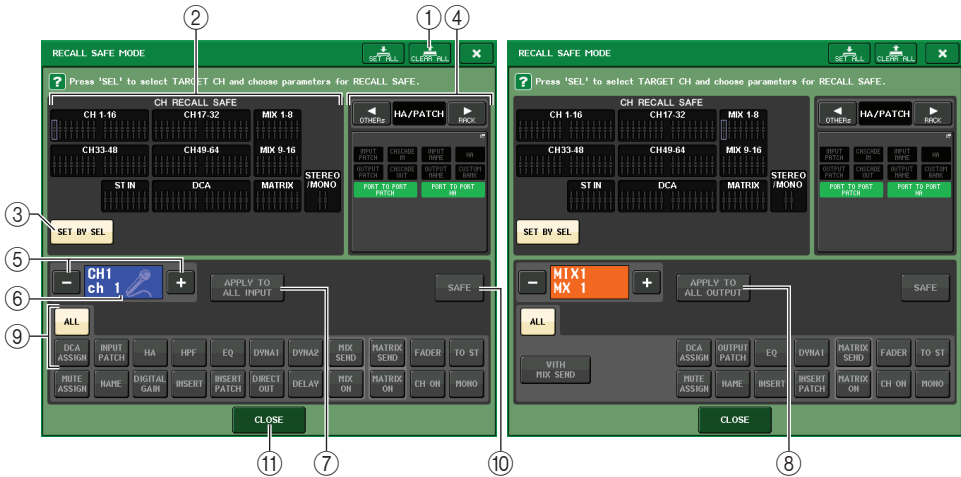 ② ① ④
RECALL SAFE MODE
SET ALL
CLEAR ALL
? Press 'SEL' to select TARGET CH and choose parameters for RECALL SAFE.
CH RECALL SAFE
CH 1-16 CH17-32 MIX 1-8
CH33-48 CH49-64 MIX 9-16
ST IN DCA MATRIX STEREO /MONO
OTHERs HA/PATCH RACK
INPUT PATCH CASCADE IN INPUT NAME HA
OUTPUT PATCH CASCADE OUT OUTPUT NAME CUSTOM BANK
PORT TO PORT PATCH PORT TO PORT HA
③ SET BY SEL
⑤ − CH1 +
⑥ ch 1
APPLY TO ALL INPUT
SAFE
⑨ ALL
DCA ASSIGN INPUT PATCH HA HPF EQ DYNA1 DYNA2 MIX SEND MATRIX SEND FADER TO ST
MUTE ASSIGN NAME DIGITAL GAIN INSERT INSERT PATCH DIRECT OUT DELAY MIX ON MATRIX ON CH ON MONO
CLOSE
⑪ ⑦ ⑩
RECALL SAFE MODE
SET ALL
CLEAR ALL
? Press 'SEL' to select TARGET CH and choose parameters for RECALL SAFE.
CH RECALL SAFE
CH 1-16 CH17-32 MIX 1-8
CH33-48 CH49-64 MIX 9-16
ST IN DCA MATRIX STEREO /MONO
OTHERs HA/PATCH RACK
INPUT PATCH CASCADE IN INPUT NAME HA
OUTPUT PATCH CASCADE OUT OUTPUT NAME CUSTOM BANK
PORT TO PORT PATCH PORT TO PORT HA
SET BY SEL
− MIX1 +
MX 1
APPLY TO ALL OUTPUT
SAFE
ALL
WITH MIX SEND
DCA ASSIGN OUTPUT PATCH EQ DYNA1 MATRIX SEND FADER TO ST
MUTE ASSIGN NAME INSERT INSERT PATCH MATRIX ON CH ON MONO
CLOSE
⑧